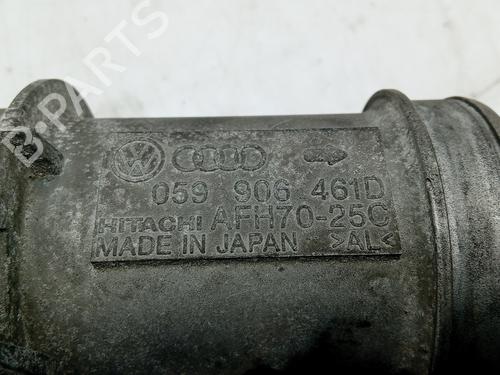 B-PARTS
059 906 461D
HITACHI AFH70-25C
MADE IN JAPAN >AL<